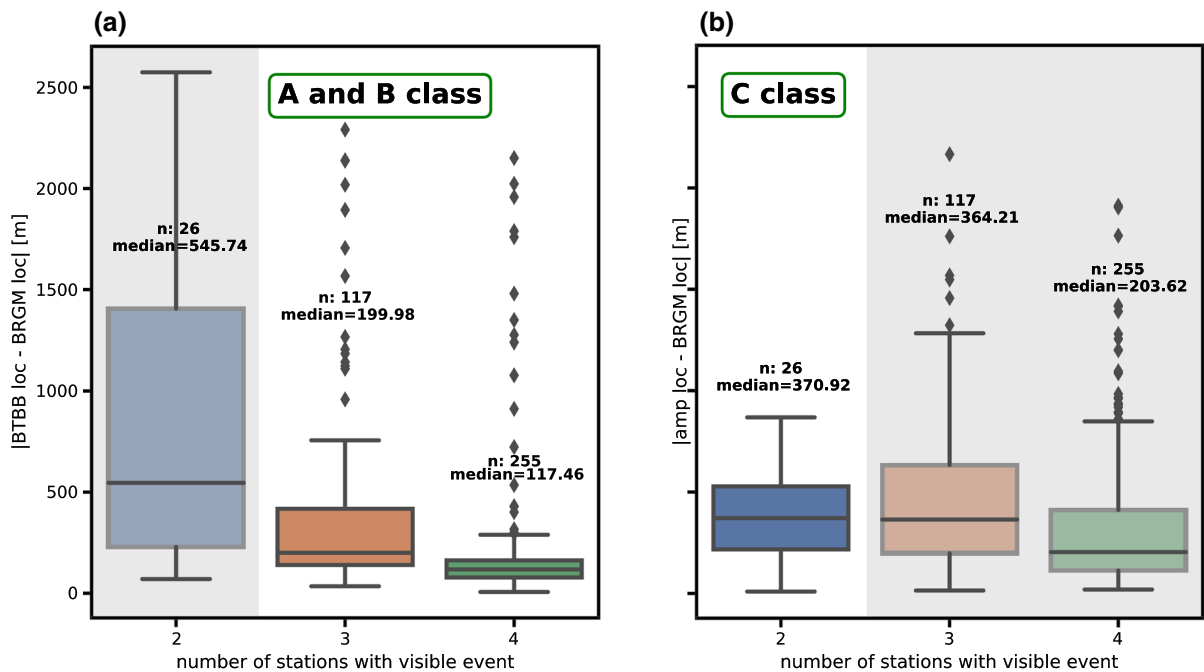 (a)
A and B class
|BTBB loc - BRGM loc| [m]
2500
2000
1500
1000
500
0
n: 26
median=545.74
n: 117
median=199.98
n: 255
median=117.46
2
3
4
number of stations with visible event
(b)
C class
|amp loc - BRGM loc| [m]
n: 26
median=370.92
n: 117
median=364.21
n: 255
median=203.62
2
3
4
number of stations with visible event